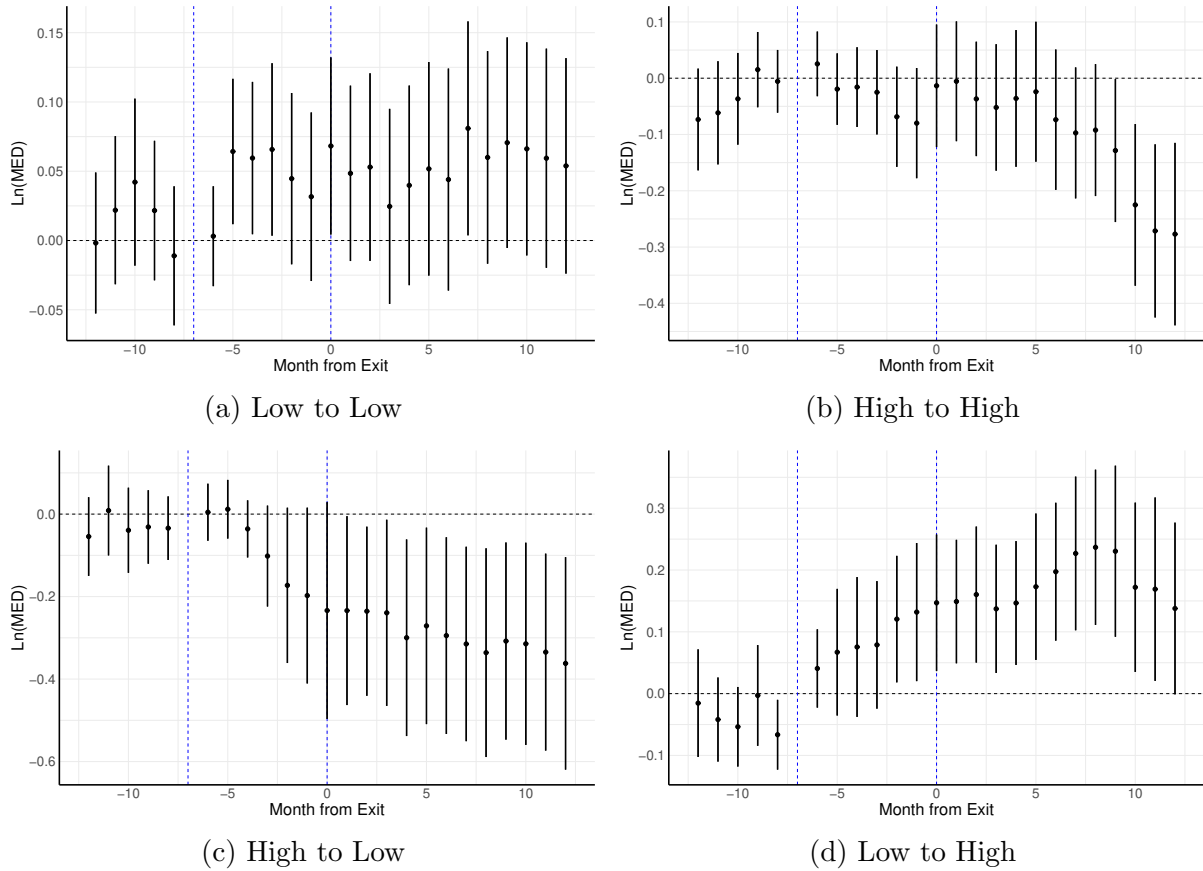 0.15
0.10
0.05
0.00
−0.05
Ln(MED)
−10 −5 0 5 10
Month from Exit
(a) Low to Low
0.1
0.0
−0.1
−0.2
−0.3
−0.4
Ln(MED)
−10 −5 0 5 10
Month from Exit
(b) High to High
0.0
−0.2
−0.4
−0.6
Ln(MED)
−10 −5 0 5 10
Month from Exit
(c) High to Low
0.3
0.2
0.1
0.0
−0.1
Ln(MED)
−10 −5 0 5 10
Month from Exit
(d) Low to High